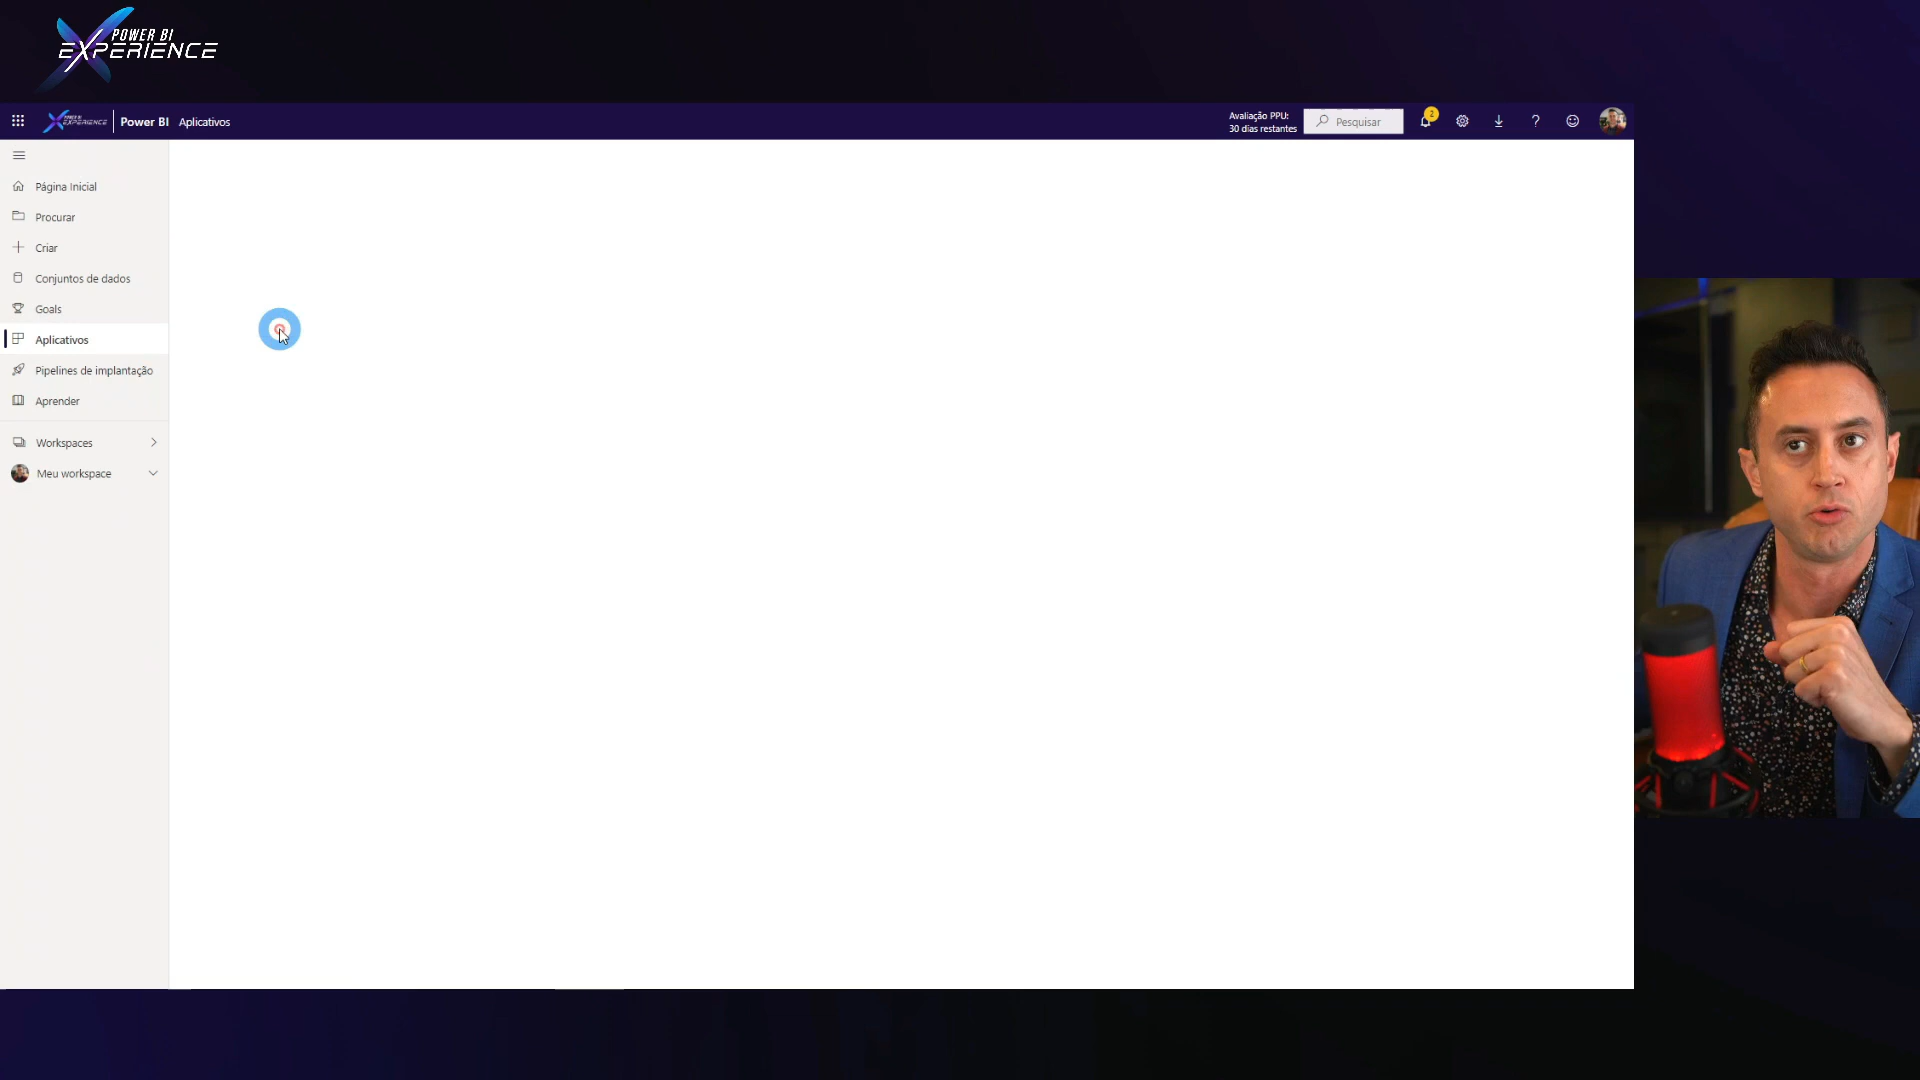 POWER BI
EXPERIENCE
Power BI Aplicativos
Avaliação PPU:
30 dias restantes
Pesquisar
2
Página Inicial
Procurar
Criar
Conjuntos de dados
Goals
Aplicativos
Pipelines de implantação
Aprender
Workspaces
Meu workspace